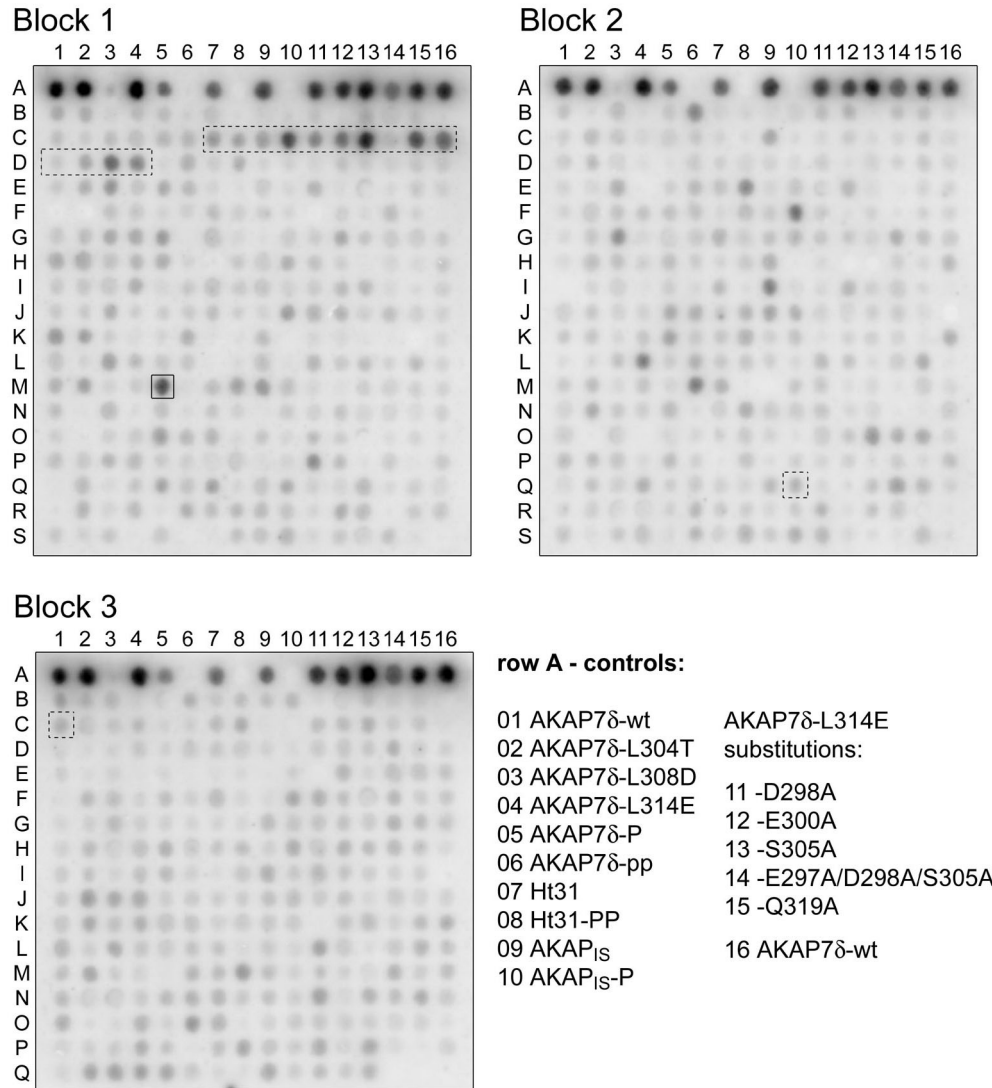 Block 1
1 2 3 4 5 6 7 8 9 10 11 12 13 14 15 16
A
B
C
D
E
F
G
H
I
J
K
L
M
N
O
P
Q
R
S
Block 2
1 2 3 4 5 6 7 8 9 10 11 12 13 14 15 16
A
B
C
D
E
F
G
H
I
J
K
L
M
N
O
P
Q
R
S
Block 3
1 2 3 4 5 6 7 8 9 10 11 12 13 14 15 16
A
B
C
D
E
F
G
H
I
J
K
L
M
N
O
P
Q
row A - controls:
01 AKAP7δ-wt
02 AKAP7δ-L304T
03 AKAP7δ-L308D
04 AKAP7δ-L314E
05 AKAP7δ-P
06 AKAP7δ-pp
07 Ht31
08 Ht31-PP
09 AKAPIS
10 AKAPIS-P
AKAP7δ-L314E
substitutions:
11 -D298A
12 -E300A
13 -S305A
14 -E297A/D298A/S305A
15 -Q319A
16 AKAP7δ-wt